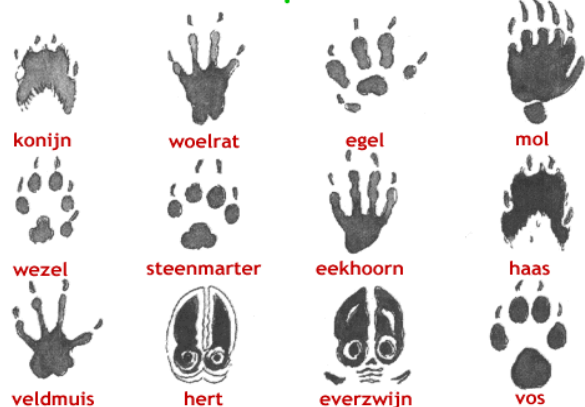 konijn woelrat egel mol
wezel steenmarter eekhoorn haas
veldmuis hert everzwijn vos